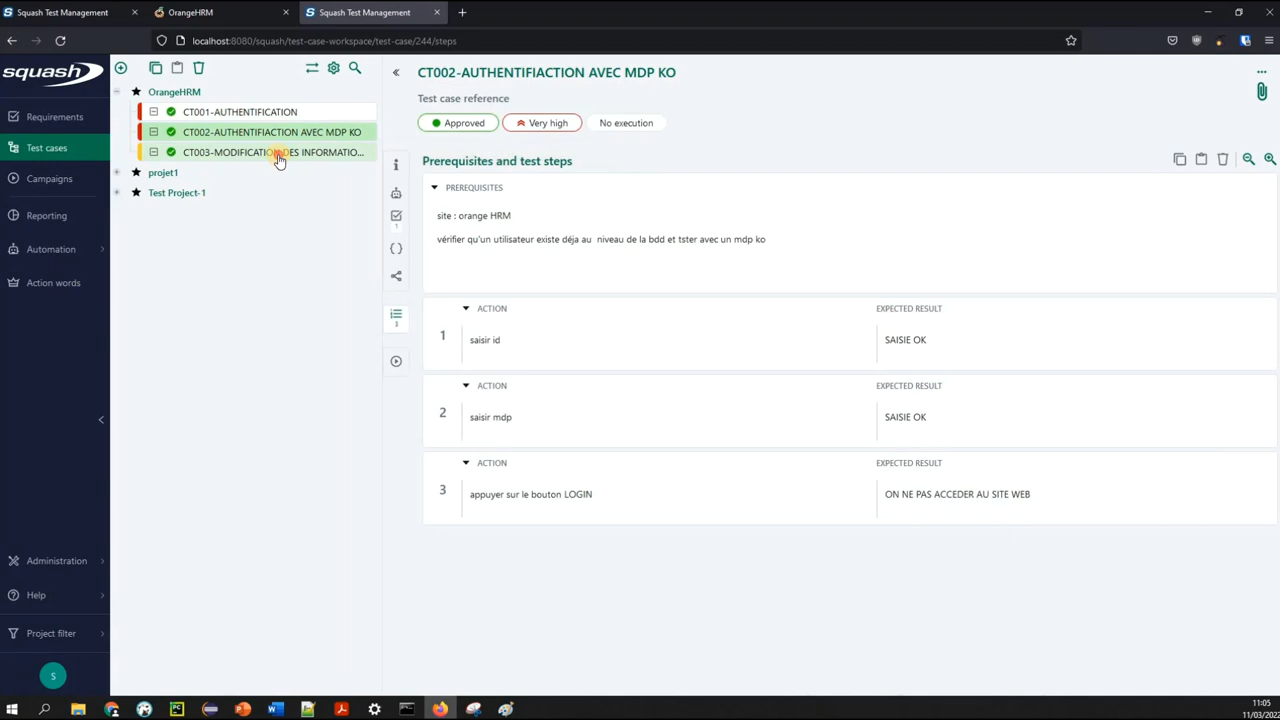 Squash Test Management
OrangeHRM
Squash Test Management
localhost:8080/squash/test-case-workspace/test-case/244/steps
squash
Requirements
Test cases
Campaigns
Reporting
Automation
Action words
Administration
Help
Project filter
S
OrangeHRM
CT001-AUTHENTIFICATION
CT002-AUTHENTIFIACTION AVEC MDP KO
CT003-MODIFICATION DES INFORMATIO...
projet1
Test Project-1
CT002-AUTHENTIFIACTION AVEC MDP KO
Test case reference
Approved
Very high
No execution
1
3
Prerequisites and test steps
PREREQUISITES
site : orange HRM
vérifier qu'un utilisateur existe déja au niveau de la bdd et tster avec un mdp ko
ACTION
EXPECTED RESULT
1
saisir id
SAISIE OK
ACTION
EXPECTED RESULT
2
saisir mdp
SAISIE OK
ACTION
EXPECTED RESULT
3
appuyer sur le bouton LOGIN
ON NE PAS ACCEDER AU SITE WEB
11:05
11/03/2022